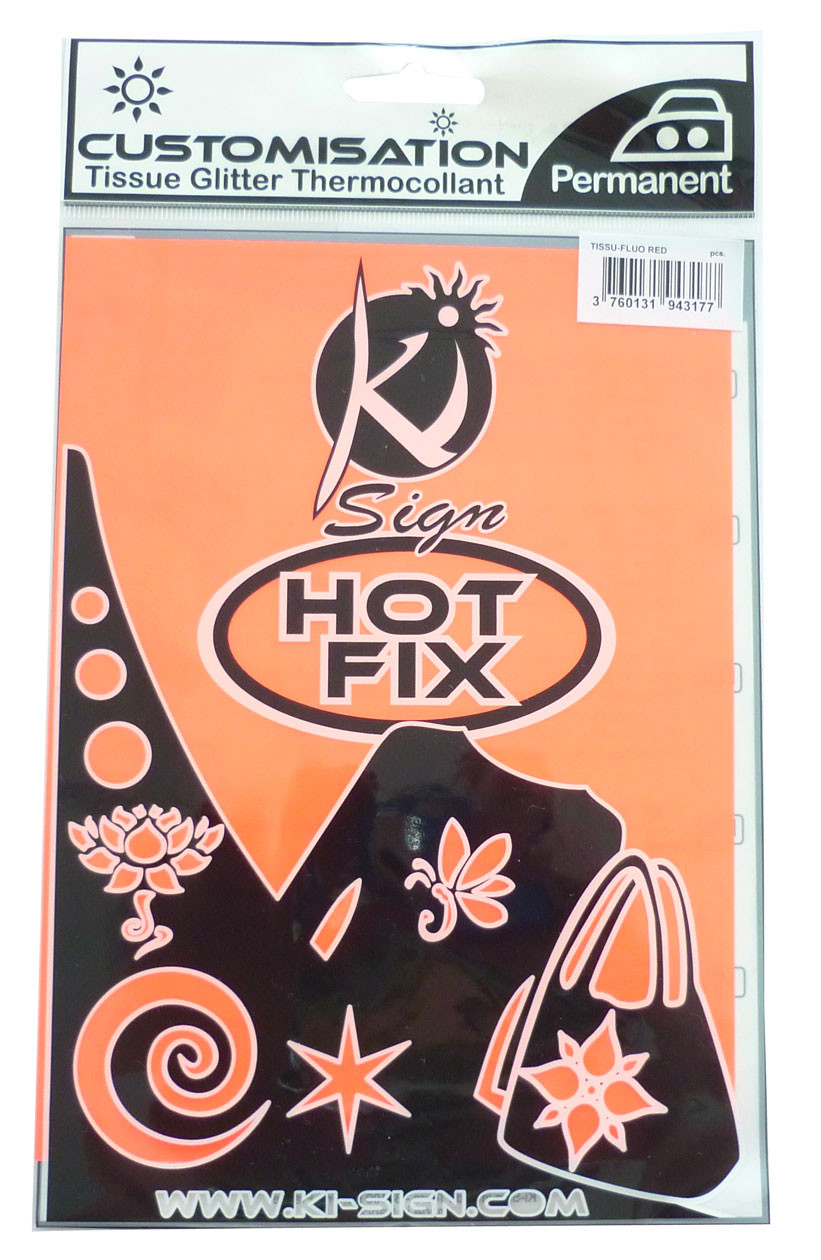 CUSTOMISATION
Tissue Glitter Thermocollant
Permanent
TISSU-FLUO RED pcs.
3 760131 943177
Ki
Sign
HOT
FIX
WWW.KI-SIGN.COM